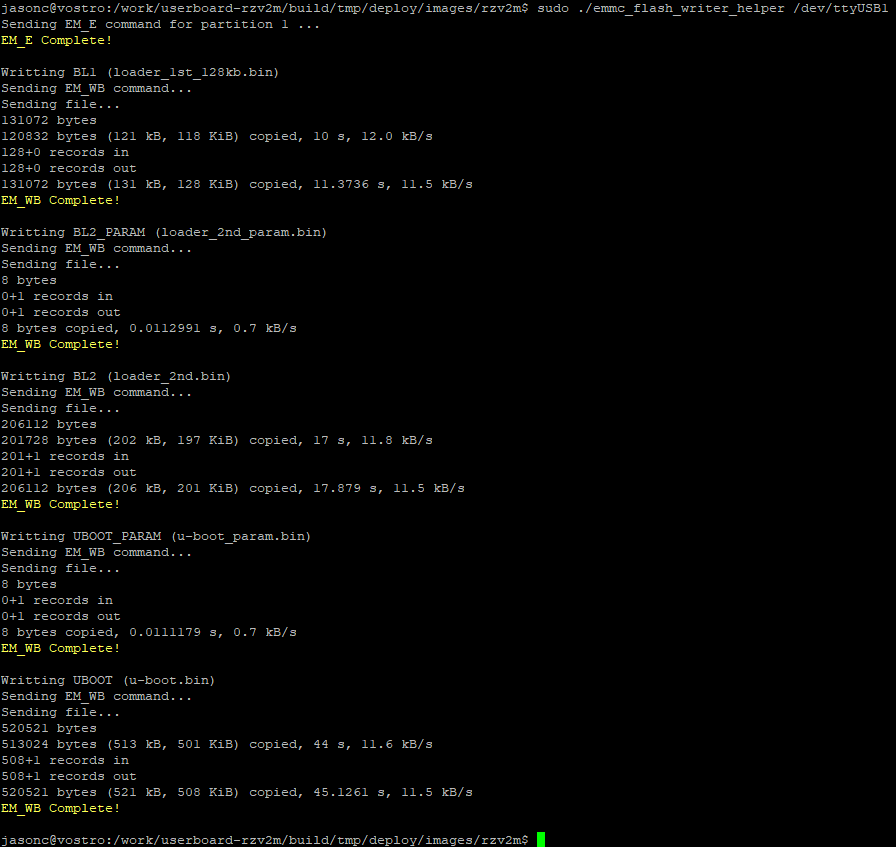 jasonc@vostro:/work/userboard-rzv2m/build/tmp/deploy/images/rzv2m$ sudo ./emmc_flash_writer_helper /dev/ttyUSB1
Sending EM_E command for partition 1 ...
EM_E Complete!
Writting BL1 (loader_1st_128kb.bin)
Sending EM_WB command...
Sending file...
131072 bytes
120832 bytes (121 kB, 118 KiB) copied, 10 s, 12.0 kB/s
128+0 records in
128+0 records out
131072 bytes (131 kB, 128 KiB) copied, 11.3736 s, 11.5 kB/s
EM_WB Complete!
Writting BL2_PARAM (loader_2nd_param.bin)
Sending EM_WB command...
Sending file...
8 bytes
0+1 records in
0+1 records out
8 bytes copied, 0.0112991 s, 0.7 kB/s
EM_WB Complete!
Writting BL2 (loader_2nd.bin)
Sending EM_WB command...
Sending file...
206112 bytes
201728 bytes (202 kB, 197 KiB) copied, 17 s, 11.8 kB/s
201+1 records in
201+1 records out
206112 bytes (206 kB, 201 KiB) copied, 17.879 s, 11.5 kB/s
EM_WB Complete!
Writting UBOOT_PARAM (u-boot_param.bin)
Sending EM_WB command...
Sending file...
8 bytes
0+1 records in
0+1 records out
8 bytes copied, 0.0111179 s, 0.7 kB/s
EM_WB Complete!
Writting UBOOT (u-boot.bin)
Sending EM_WB command...
Sending file...
520521 bytes
513024 bytes (513 kB, 501 KiB) copied, 44 s, 11.6 kB/s
508+1 records in
508+1 records out
520521 bytes (521 kB, 508 KiB) copied, 45.1261 s, 11.5 kB/s
EM_WB Complete!
jasonc@vostro:/work/userboard-rzv2m/build/tmp/deploy/images/rzv2m$